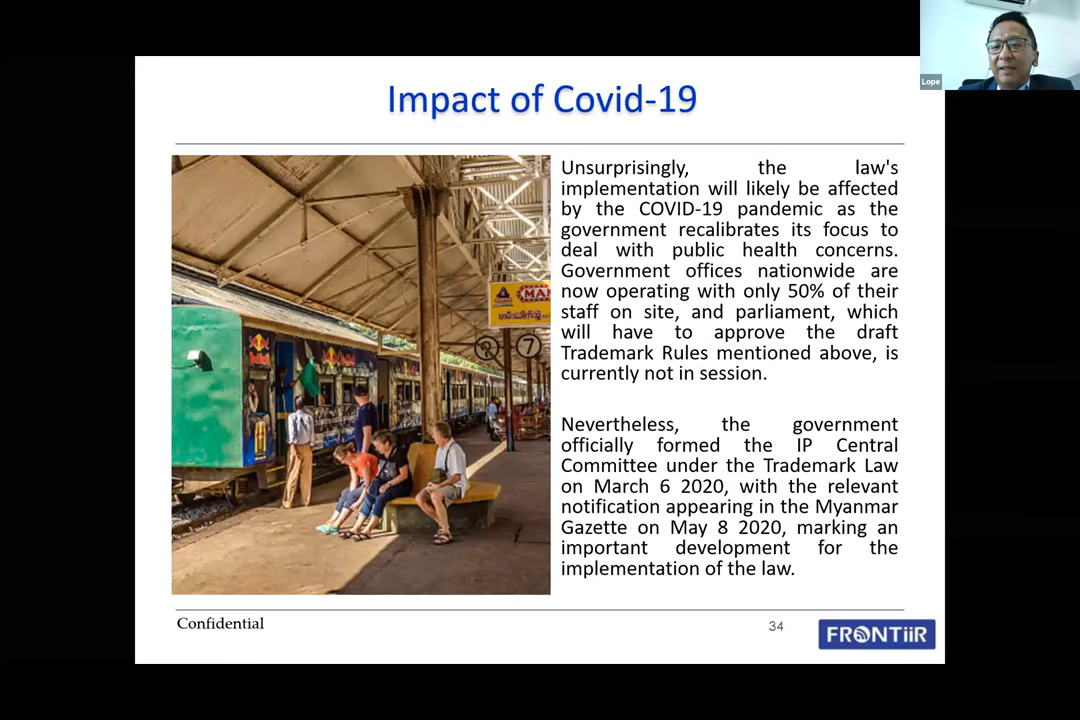 Lope
Impact of Covid-19
Unsurprisingly, the law's
implementation will likely be affected
by the COVID-19 pandemic as the
government recalibrates its focus to
deal with public health concerns.
Government offices nationwide are
now operating with only 50% of their
staff on site, and parliament, which
will have to approve the draft
Trademark Rules mentioned above, is
currently not in session.
Nevertheless, the government
officially formed the IP Central
Committee under the Trademark Law
on March 6 2020, with the relevant
notification appearing in the Myanmar
Gazette on May 8 2020, marking an
important development for the
implementation of the law.
MAN
7
Confidential
34
FRONTiiR